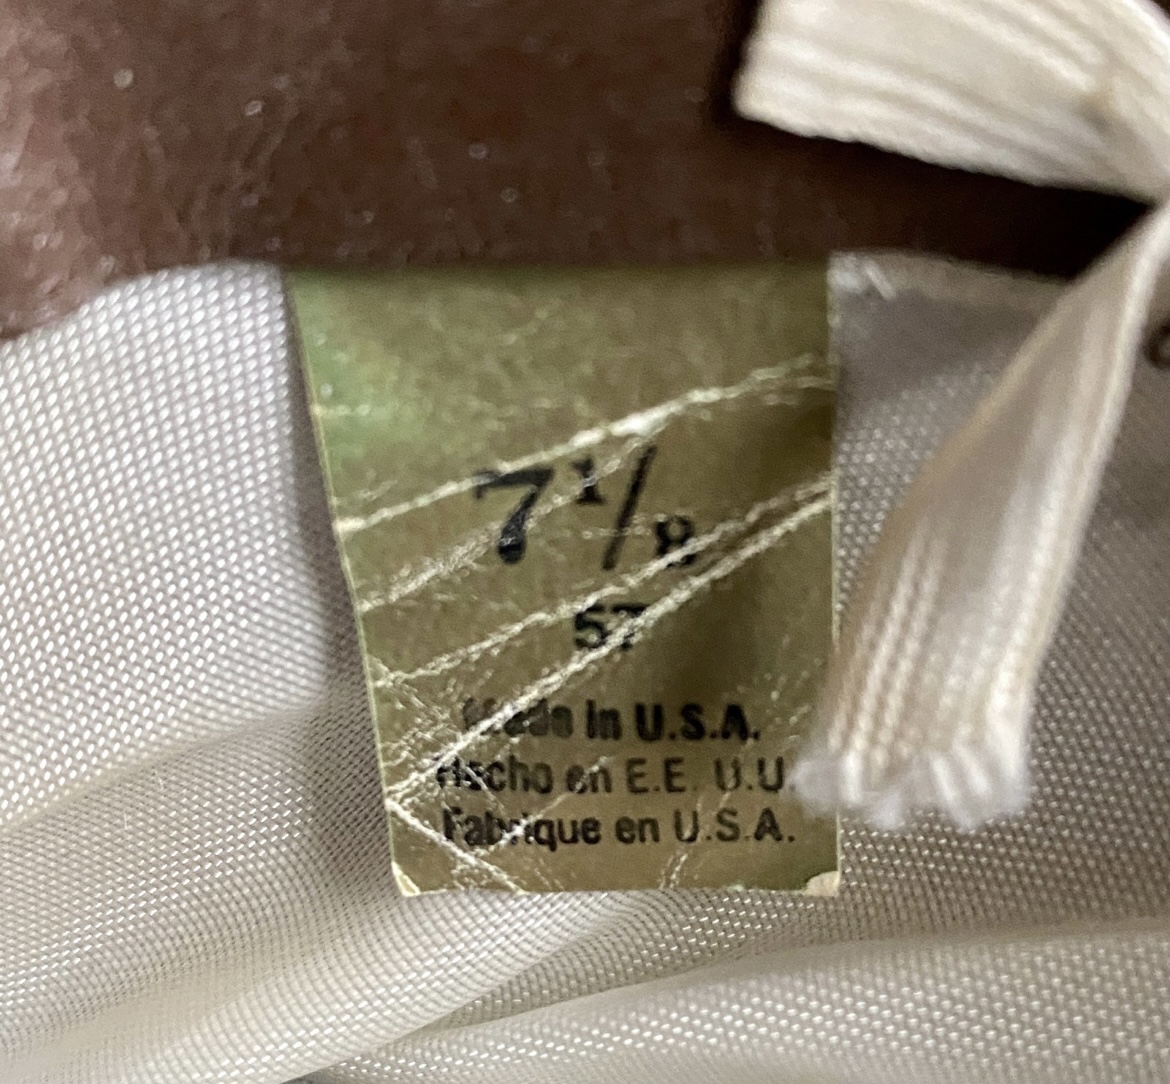 7 1/8
57
Made in U.S.A.
Hecho en E.E. U.U.
Fabrique en U.S.A.